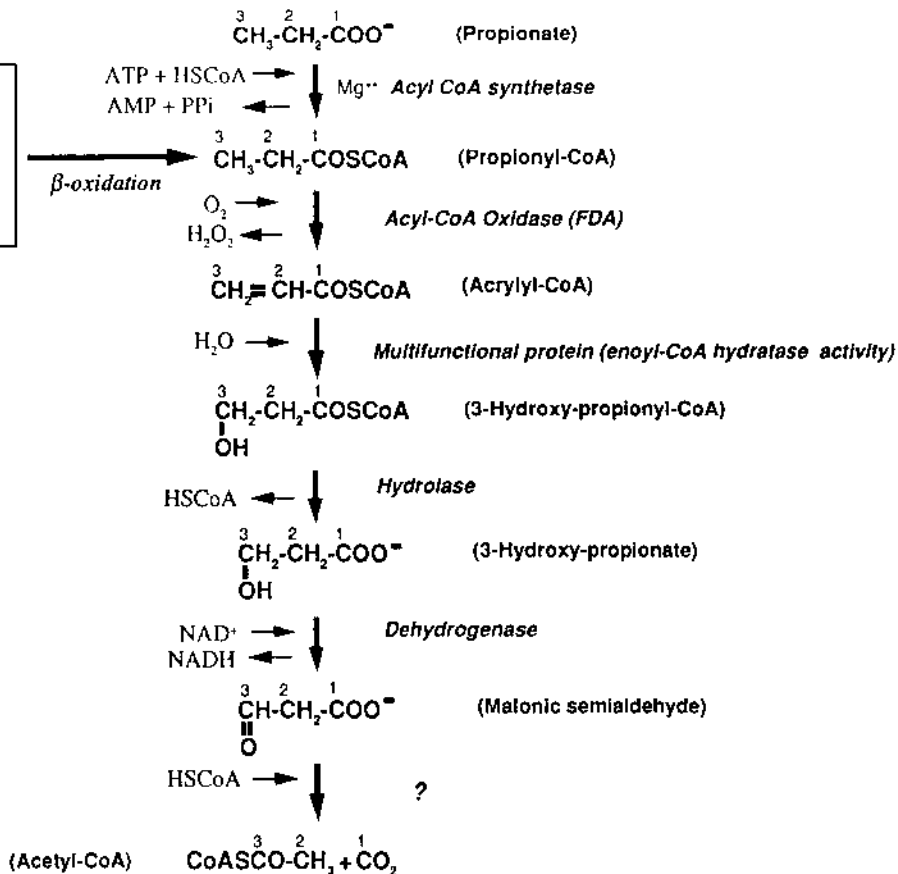 3 2 1
CH₃-CH₂-COO⁻ (Propionate)
ATP + HSCoA Mg⁺⁺ Acyl CoA synthetase
AMP + PPi
3 2 1
CH₃-CH₂-COSCoA (Propionyl-CoA)
β-oxidation
O₂ Acyl-CoA Oxidase (FDA)
H₂O₂
3 2 1
CH₂=CH-COSCoA (Acrylyl-CoA)
H₂O Multifunctional protein (enoyl-CoA hydratase activity)
3 2 1
CH₂-CH₂-COSCoA (3-Hydroxy-propionyl-CoA)
OH
HSCoA Hydrolase
3 2 1
CH₂-CH₂-COO⁻ (3-Hydroxy-propionate)
OH
NAD⁺ Dehydrogenase
NADH
3 2 1
CH-CH₂-COO⁻ (Malonic semialdehyde)
O
HSCoA ?
3 2 1
(Acetyl-CoA) CoASCO-CH₃ + CO₂